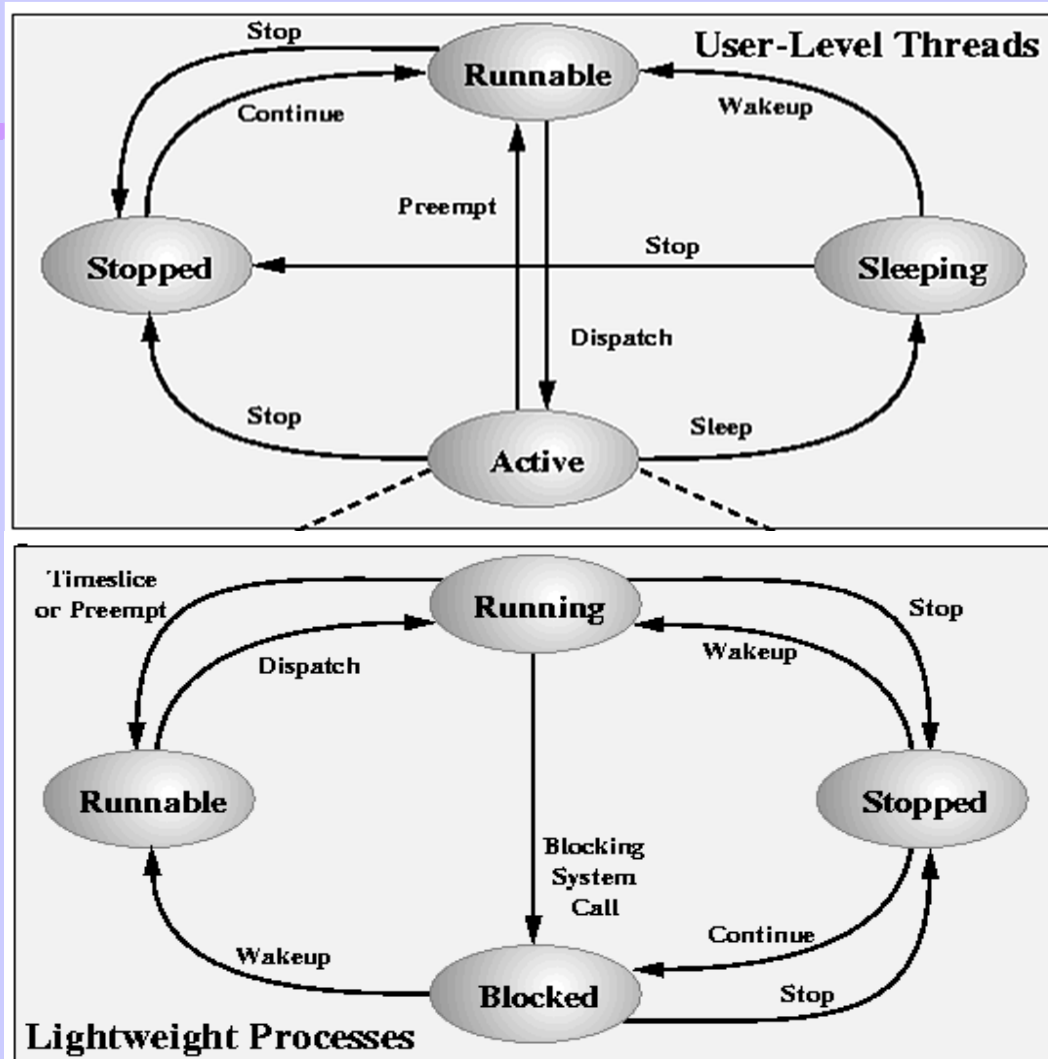 Stop
User-Level Threads
Runnable
Wakeup
Continue
Preempt
Stop
Stopped
Sleeping
Dispatch
Stop
Sleep
Active
Timeslice
or Preempt
Running
Stop
Wakeup
Dispatch
Runnable
Stopped
Blocking
System
Call
Continue
Wakeup
Blocked
Stop
Lightweight Processes